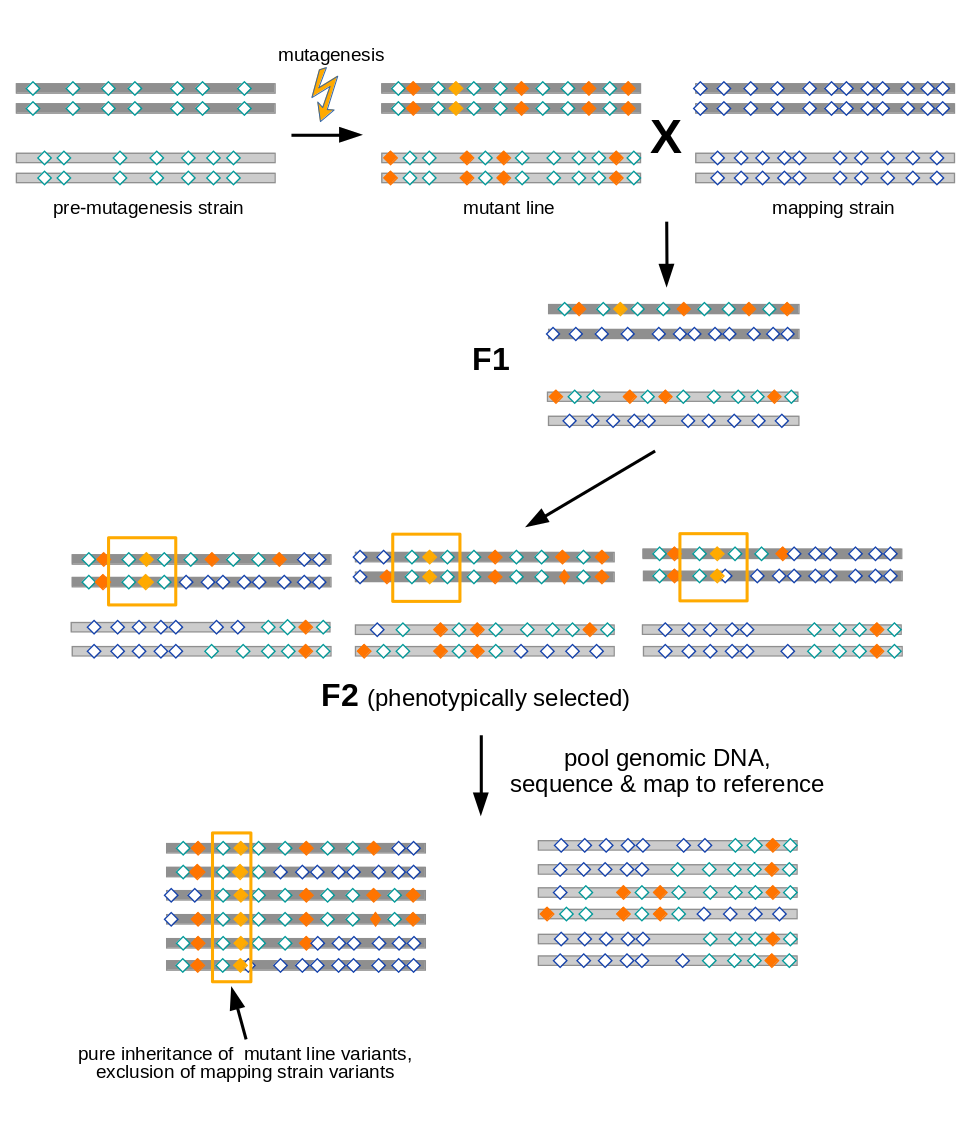 mutagenesis
X
pre-mutagenesis strain
mutant line
mapping strain
F1
F2 (phenotypically selected)
pool genomic DNA,
sequence & map to reference
pure inheritance of mutant line variants,
exclusion of mapping strain variants